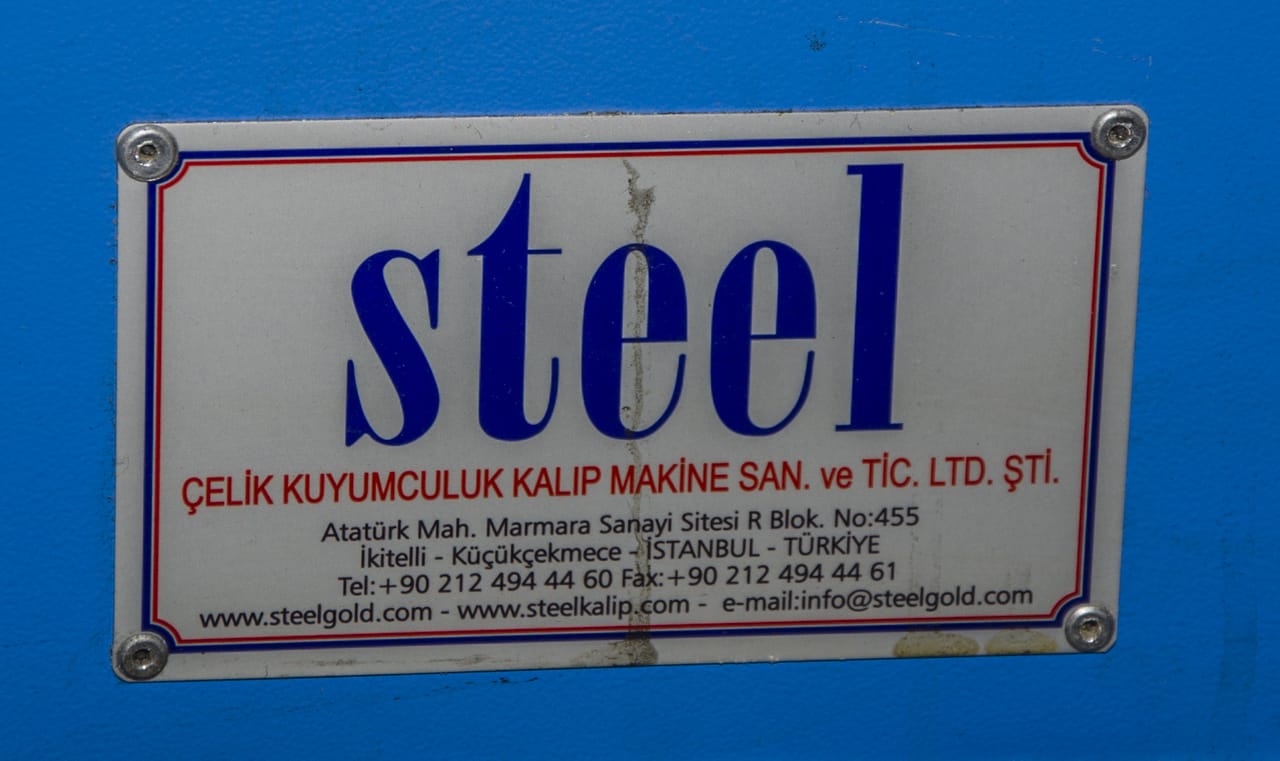 steel
ÇELİK KUYUMCULUK KALIP MAKİNE SAN. ve TİC. LTD. ŞTİ.
Atatürk Mah. Marmara Sanayi Sitesi R Blok. No:455
İkitelli - Küçükçekmece - İSTANBUL - TÜRKİYE
Tel:+90 212 494 44 60 Fax:+90 212 494 44 61
www.steelgold.com - www.steelkalip.com - e-mail:info@steelgold.com